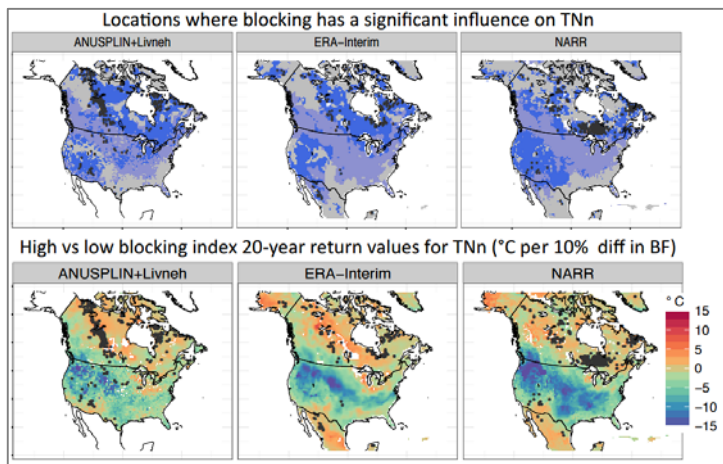 Locations where blocking has a significant influence on TNn
ANUSPLIN+Livneh
ERA-Interim
NARR
High vs low blocking index 20-year return values for TNn (°C per 10% diff in BF)
ANUSPLIN+Livneh
ERA-Interim
NARR
°C
15
10
5
0
-5
-10
-15